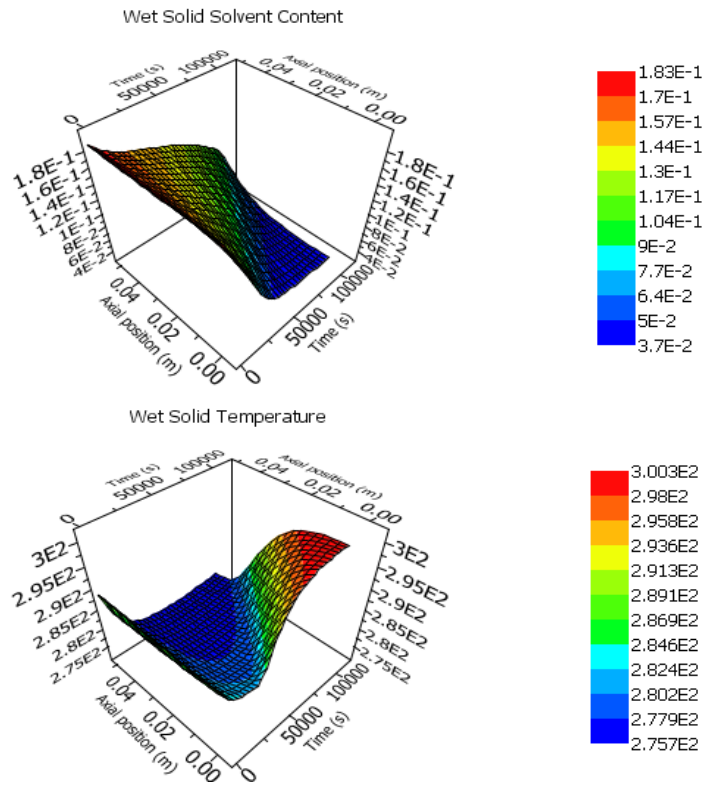 Wet Solid Solvent Content
Time (s)
0
50000
100000
Axial position (m)
0.04
0.02
0.00
1.8E-1
1.6E-1
1.4E-1
1.2E-1
1E-1
8E-2
6E-2
4E-2
1.8E-1
1.6E-1
1.4E-1
1.2E-1
1E-1
8E-2
6E-2
4E-2
0.04
0.02
0.00
Axial position (m)
0
50000
100000
Time (s)
1.83E-1
1.7E-1
1.57E-1
1.44E-1
1.3E-1
1.17E-1
1.04E-1
9E-2
7.7E-2
6.4E-2
5E-2
3.7E-2
Wet Solid Temperature
Time (s)
0
50000
100000
Axial position (m)
0.04
0.02
0.00
3E2
2.95E2
2.9E2
2.85E2
2.8E2
2.75E2
3E2
2.95E2
2.9E2
2.85E2
2.8E2
2.75E2
0.04
0.02
0.00
Axial position (m)
0
50000
100000
Time (s)
3.003E2
2.98E2
2.958E2
2.936E2
2.913E2
2.891E2
2.869E2
2.846E2
2.824E2
2.802E2
2.779E2
2.757E2